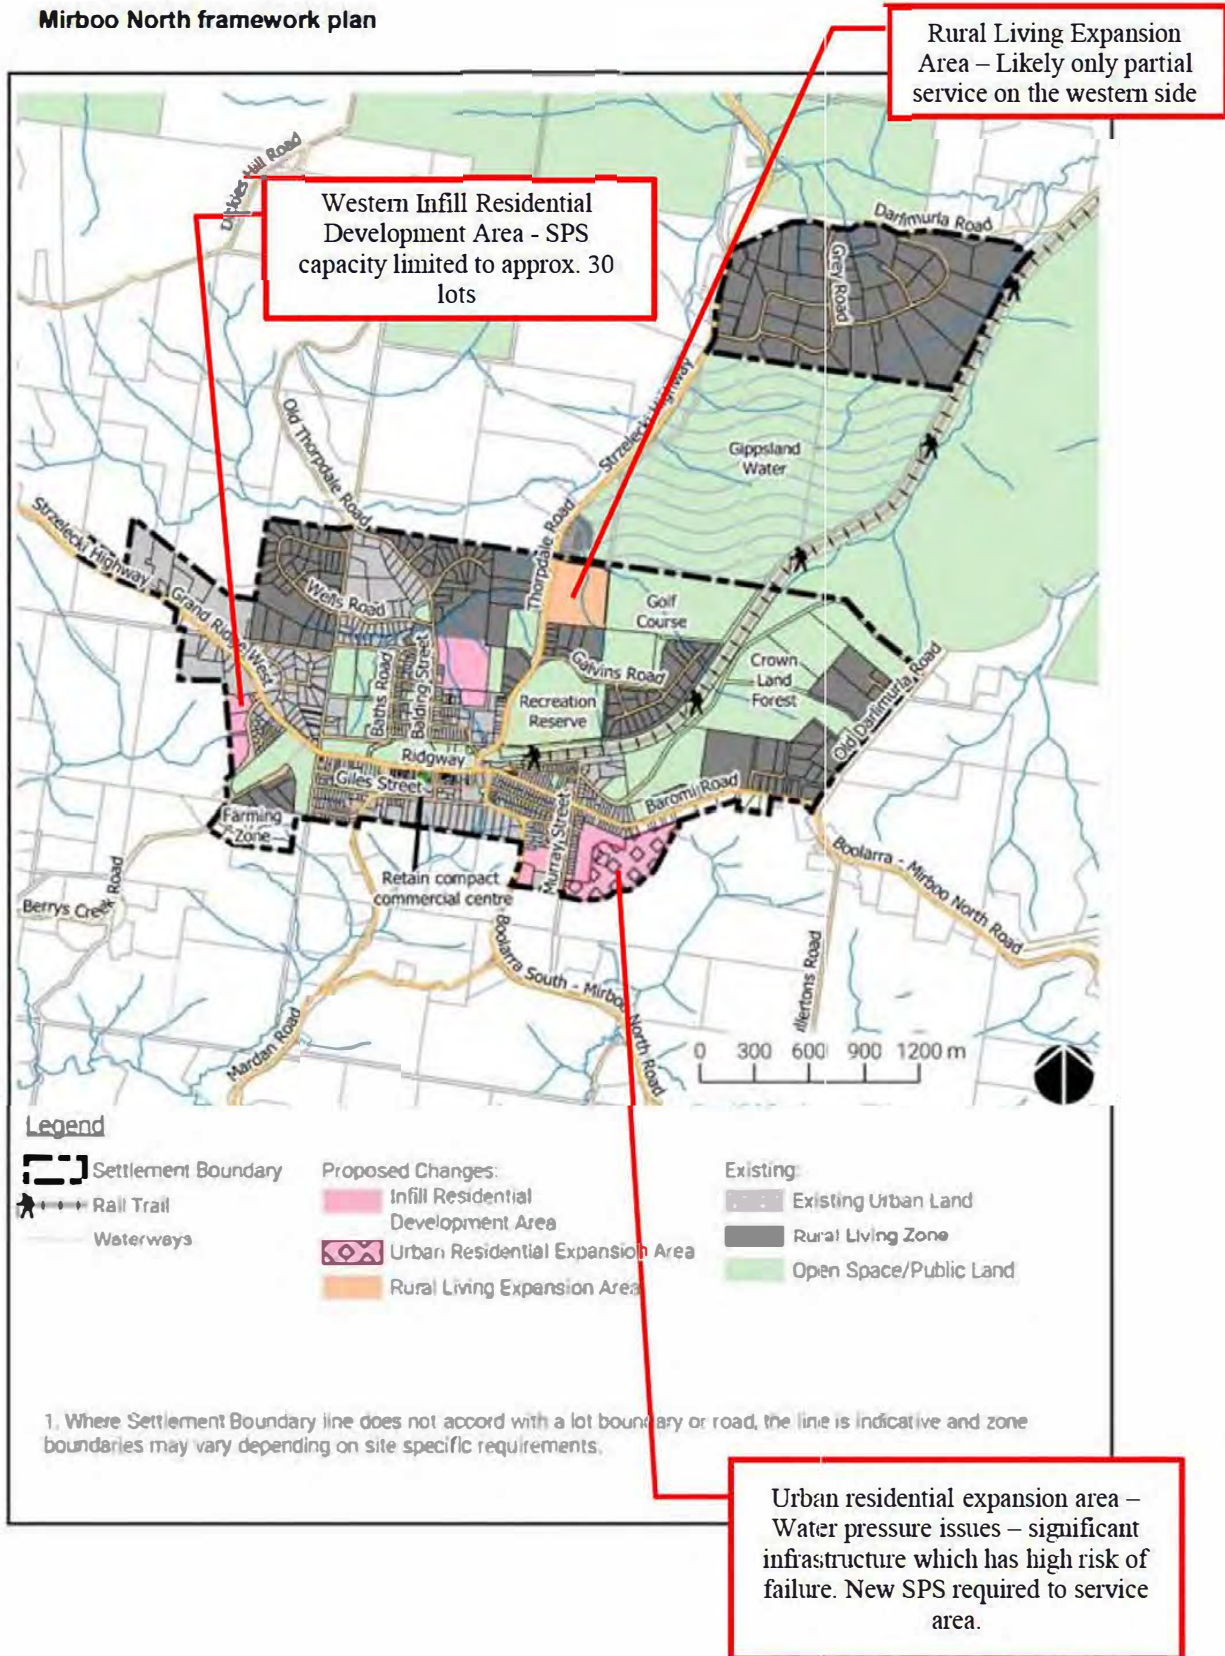 Mirboo North framework plan
Rural Living Expansion
Area – Likely only partial
service on the western side
Western Infill Residential
Development Area - SPS
capacity limited to approx. 30
lots
Hill Road
Darlimurla Road
Grey Road
Strzelecki Highway
Gippsland
Water
Old Thorpdale Road
Thorpdale Road
Strzelecki Highway
Grand Ridge West
Wells Road
Golf
Course
Galvins Road
Crown
Land
Forest
Baths Road
Balding Street
Recreation
Reserve
Old Darlimurla Road
Ridgway
Giles Street
Baromi Road
Murray Street
Farming
Zone
Retain compact
commercial centre
Boolarra - Mirboo North Road
Berrys Creek Road
Boolarra South - Mirboo North Road
Mardan Road
llertons Road
0 300 600 900 1200 m
Legend
Settlement Boundary
Rail Trail
Waterways
Proposed Changes:
Infill Residential
Development Area
Urban Residential Expansion Area
Rural Living Expansion Area
Existing:
Existing Urban Land
Rural Living Zone
Open Space/Public Land
1. Where Settlement Boundary line does not accord with a lot boundary or road, the line is indicative and zone
boundaries may vary depending on site specific requirements.
Urban residential expansion area –
Water pressure issues – significant
infrastructure which has high risk of
failure. New SPS required to service
area.